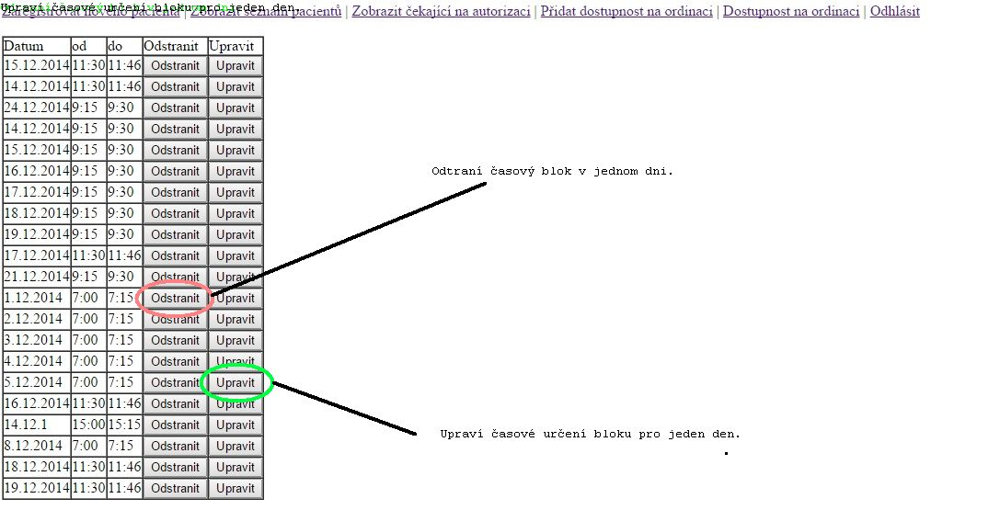 Upraví časové určení bloku pro jeden den.
Zaregistrovat nového pacienta | Zobrazit seznam pacientů | Zobrazit čekající na autorizaci | Přidat dostupnost na ordinaci | Dostupnost na ordinaci | Odhlásit
Datum od do Odstranit Upravit
15.12.2014 11:30 11:46 Odstranit Upravit
14.12.2014 11:30 11:46 Odstranit Upravit
24.12.2014 9:15 9:30 Odstranit Upravit
14.12.2014 9:15 9:30 Odstranit Upravit
15.12.2014 9:15 9:30 Odstranit Upravit
16.12.2014 9:15 9:30 Odstranit Upravit
Odtraní časový blok v jednom dni.
17.12.2014 9:15 9:30 Odstranit Upravit
18.12.2014 9:15 9:30 Odstranit Upravit
19.12.2014 9:15 9:30 Odstranit Upravit
17.12.2014 11:30 11:46 Odstranit Upravit
21.12.2014 9:15 9:30 Odstranit Upravit
1.12.2014 7:00 7:15 Odstranit Upravit
2.12.2014 7:00 7:15 Odstranit Upravit
3.12.2014 7:00 7:15 Odstranit Upravit
4.12.2014 7:00 7:15 Odstranit Upravit
5.12.2014 7:00 7:15 Odstranit Upravit
16.12.2014 11:30 11:46 Odstranit Upravit
14.12.1 15:00 15:15 Odstranit Upravit
Upraví časové určení bloku pro jeden den.
8.12.2014 7:00 7:15 Odstranit Upravit
18.12.2014 11:30 11:46 Odstranit Upravit
19.12.2014 11:30 11:46 Odstranit Upravit